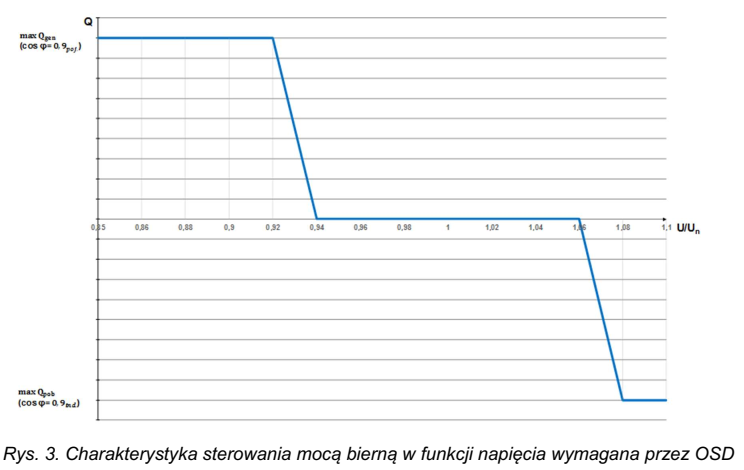 Q
max Qgen
(cos φ= 0, 9poj)
0,85 0,86 0,88 0,9 0,92 0,94 0,96 0,98 1 1,02 1,04 1,06 1,08 1,1 U/Un
max Qpob
(cos φ= 0, 9ind)
Rys. 3. Charakterystyka sterowania mocą bierną w funkcji napięcia wymagana przez OSD